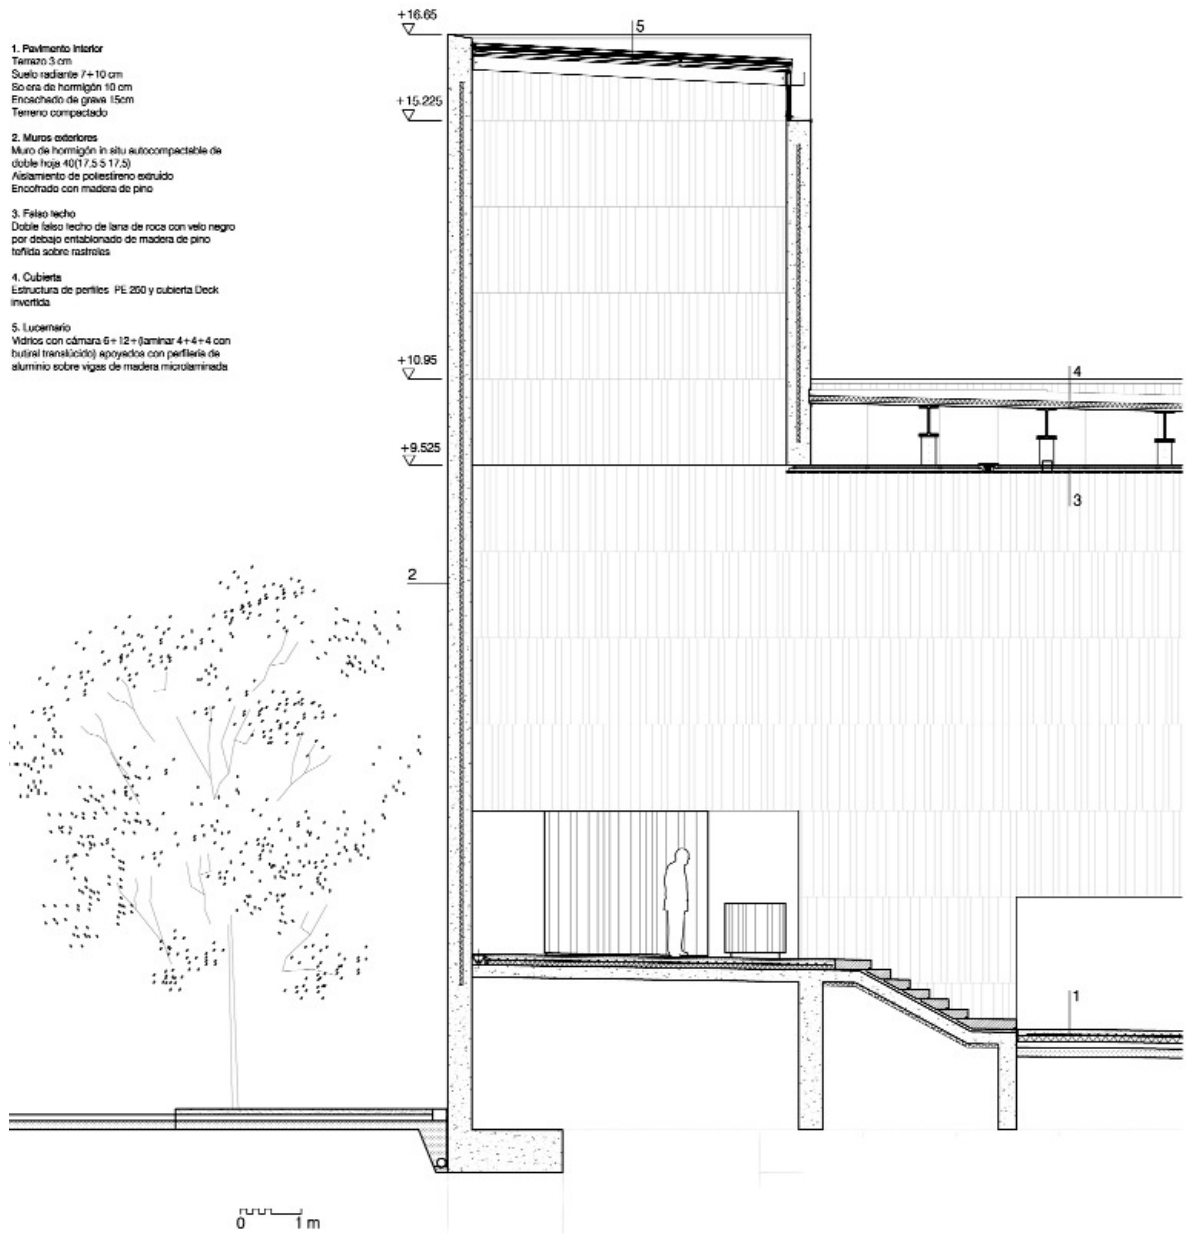 1. Pavimento Interior
Terrazo 3 cm
Suelo radiante 7+10 cm
So era de hormigón 10 cm
Encachado de grava 15cm
Terreno compactado
2. Muros exteriores
Muro de hormigón in situ autocompactable de
doble hoja 40(17.5 5 17,5)
Aislamiento de poliestireno extruido
Encofrado con madera de pino
3. Falso techo
Doble falso techo de lana de roca con velo negro
por debajo entablonado de madera de pino
teñida sobre rastreles
4. Cubierta
Estructura de perfiles PE 260 y cubierta Deck
invertida
5. Lucernario
Vidrios con cámara 6+12+(laminar 4+4+4 con
butiral translúcido) apoyados con perfilería de
aluminio sobre vigas de madera microlaminada
+16.65
5
+15.225
+10.95
4
+9.525
3
2
1
0 1 m